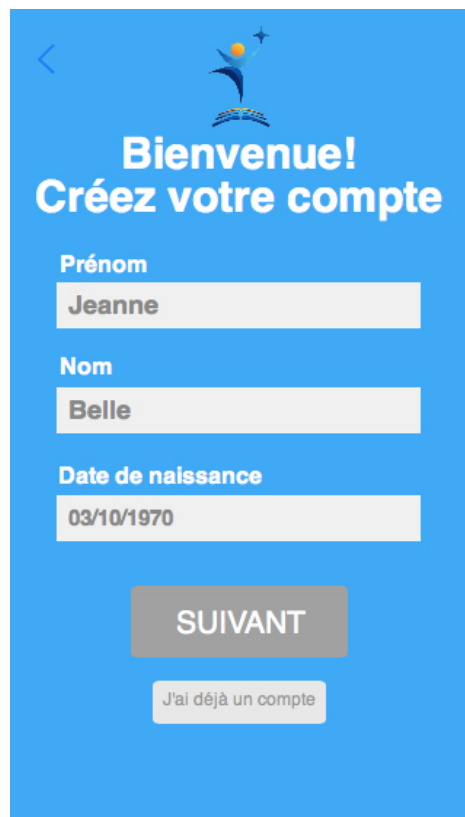 Bienvenue!
Créez votre compte
Prénom
Jeanne
Nom
Belle
Date de naissance
03/10/1970
SUIVANT
J'ai déjà un compte